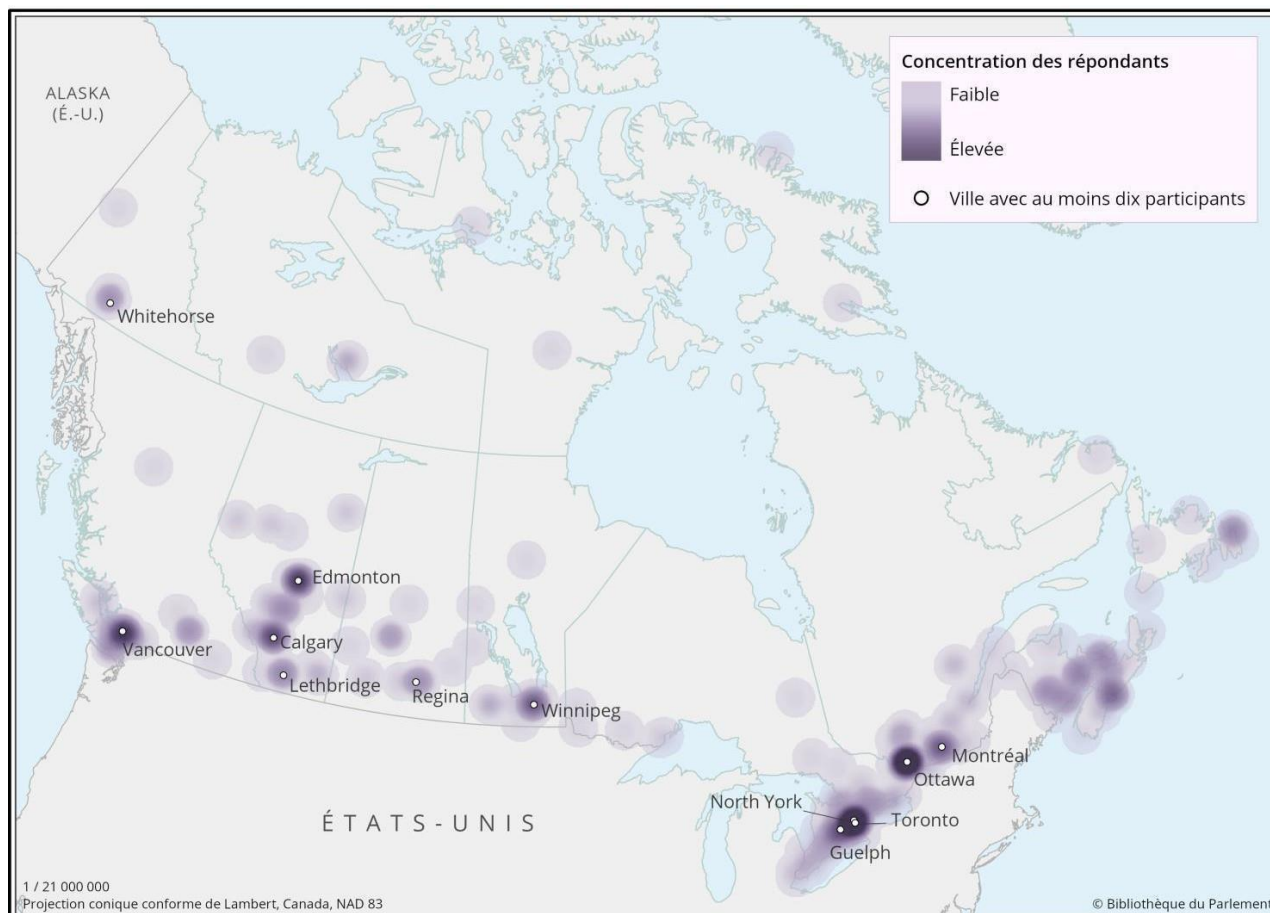 ALASKA
(É.-U.)
Concentration des répondants
Faible
Élevée
Ville avec au moins dix participants
Whitehorse
Edmonton
Vancouver
Calgary
Lethbridge
Regina
Winnipeg
Montréal
Ottawa
North York
Toronto
Guelph
ÉTATS-UNIS
1 / 21 000 000
Projection conique conforme de Lambert, Canada, NAD 83
© Bibliothèque du Parlement